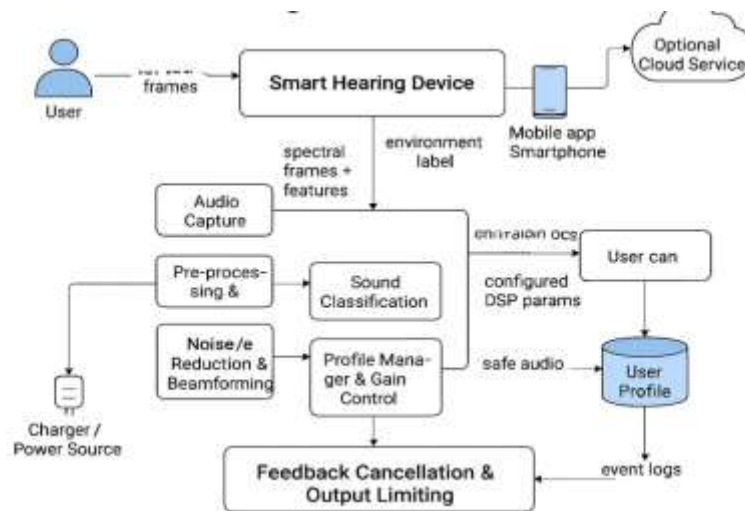 Optional
Cloud Service
Smart Hearing Device
frames
User
Mobile app
Smartphone
spectral
frames +
features
environment
label
Audio
Capture
User can
Pre-proces-
sing &
Sound
Classification
configured
DSP params
Noise/e
Reduction &
Beamforming
Profile Mana-
ger & Gain
Control
safe audio
User
Profile
Charger /
Power Source
Feedback Cancellation &
Output Limiting
event logs